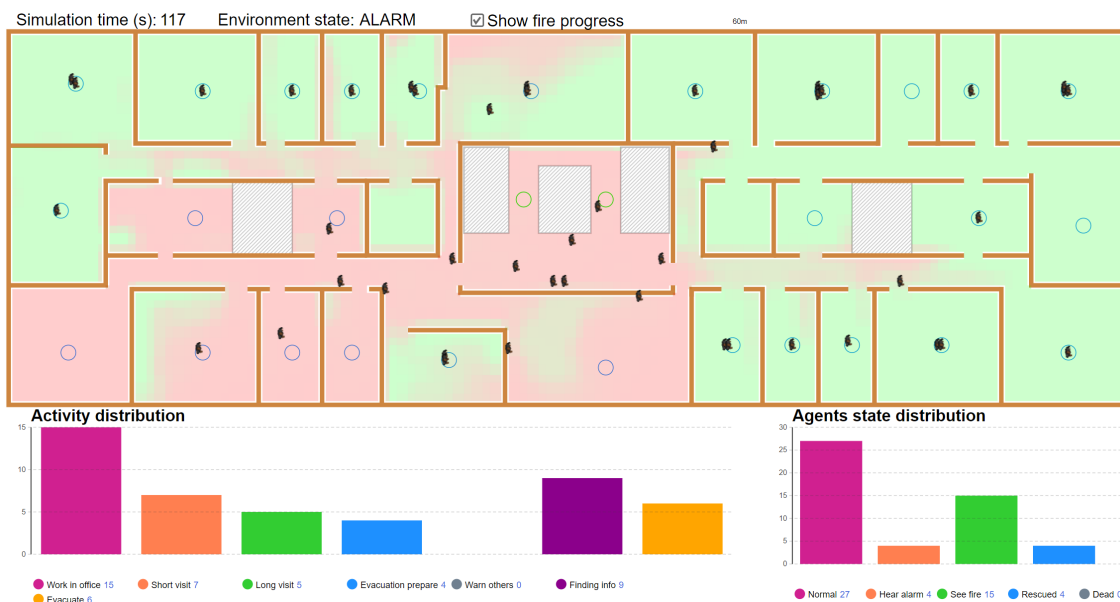 Simulation time (s): 117 Environment state: ALARM Show fire progress 60m
Activity distribution
15
10
5
0
Work in office 15 Short visit 7 Long visit 5 Evacuation prepare 4 Warn others 0 Finding info 9
Evacuate 6
Agents state distribution
30
25
20
15
10
5
0
Normal 27 Hear alarm 4 See fire 15 Rescued 4 Dead